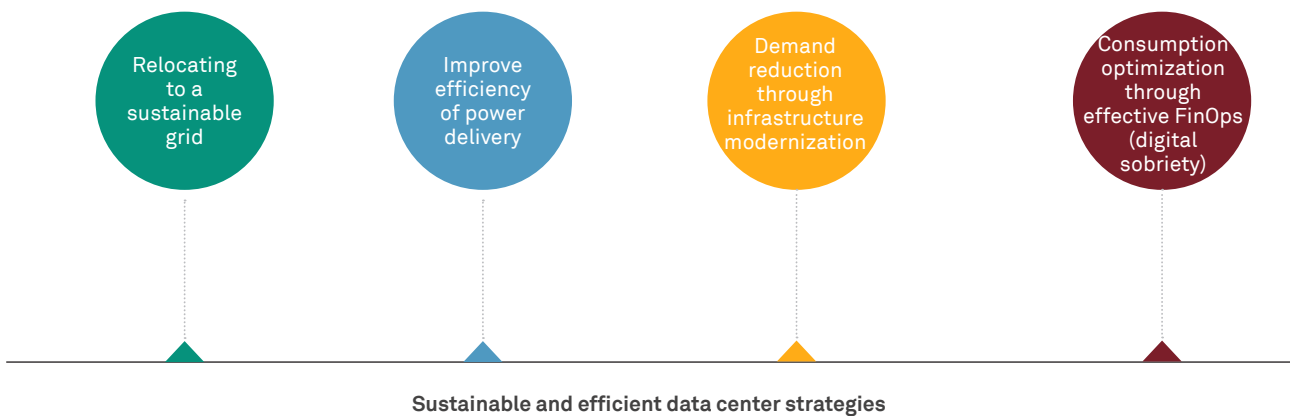 Relocating
to a
sustainable
grid
Improve
efficiency
of power
delivery
Demand
reduction
through
infrastructure
modernization
Consumption
optimization
through
effective FinOps
(digital
sobriety)
Sustainable and efficient data center strategies